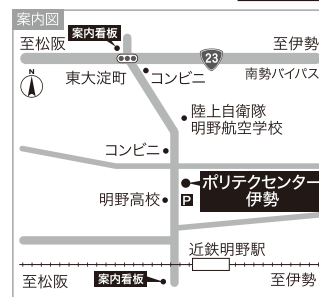 案内図
案内看板
至松阪
23
至伊勢
N
東大淀町
コンビニ
南勢バイパス
陸上自衛隊
明野航空学校
コンビニ
ポリテクセンター
伊勢
明野高校
P
近鉄明野駅
至松阪
案内看板
至伊勢